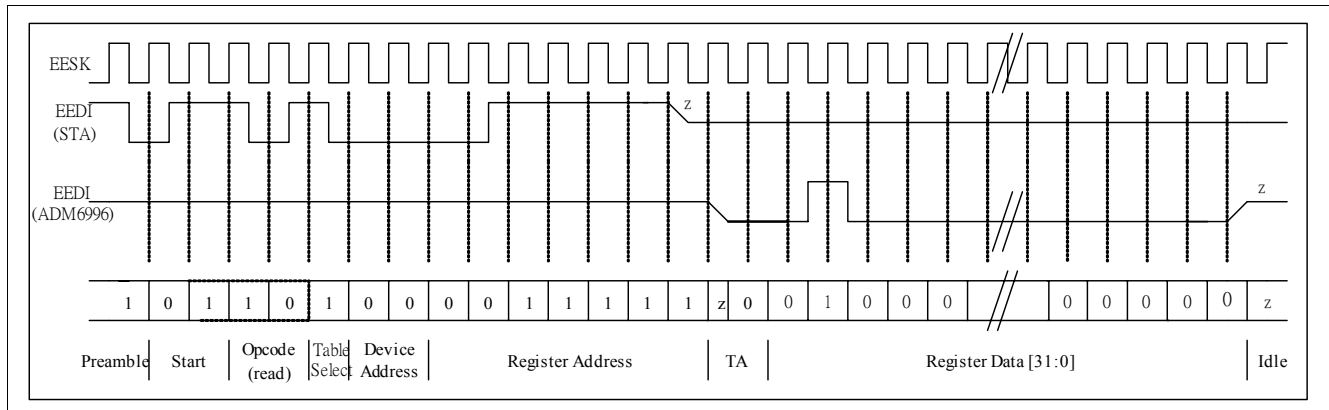 EESK
EEDI
(STA)
z
EEDI
(ADM6996)
z
1 0 1 1 0 1 0 0 0 0 1 1 1 1 1 z 0 0 1 0 0 0 0 0 0 0 0 z
Preamble Start Opcode (read) Table Select Device Address Register Address TA Register Data [31:0] Idle